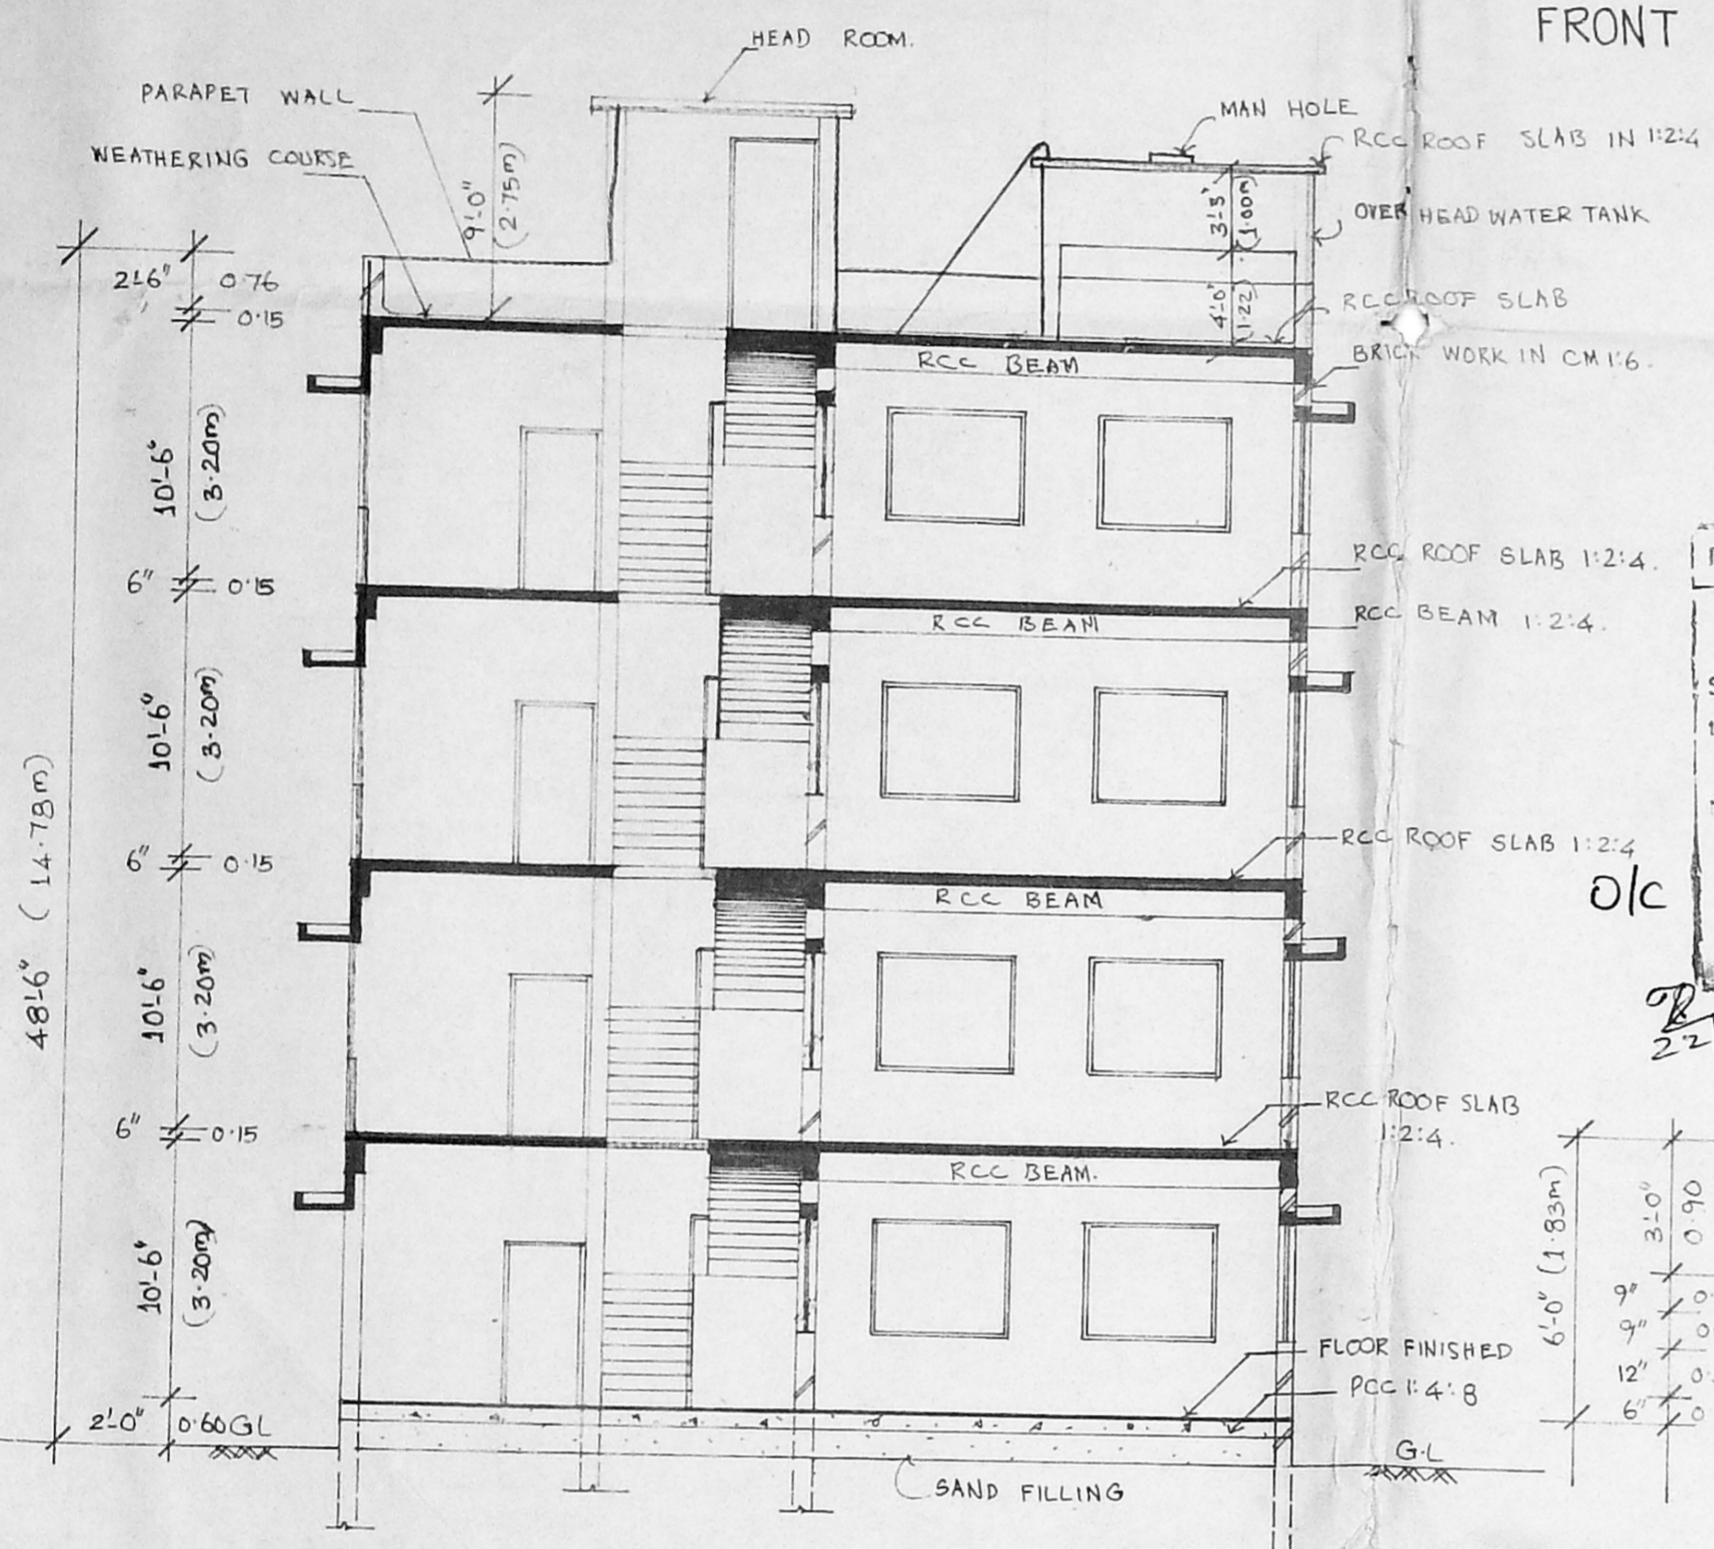 FRONT
HEAD ROOM.
PARAPET WALL
MAN HOLE
RCC ROOF SLAB IN 1:2:4
WEATHERING COURSE
9'-0"
(2.75m)
3'-3"
(1.00m)
OVER HEAD WATER TANK
2'-6" 0.76
0.15
4'-0"
(1.22)
RCC ROOF SLAB
BRICK WORK IN CM 1:6.
RCC BEAM
10'-6"
(3.20m)
RCC ROOF SLAB 1:2:4.
6" 0.15
RCC BEAM
RCC BEAM 1:2:4.
10'-6"
(3.20m)
RCC ROOF SLAB 1:2:4
6" 0.15
RCC BEAM
O/C
48'-6" (14.78m)
10'-6"
(3.20m)
22
RCC ROOF SLAB
1:2:4.
6" 0.15
RCC BEAM.
10'-6"
(3.20m)
6'-0" (1.83m)
3'-0"
0.90
9"
9"
12"
6"
FLOOR FINISHED
PCC 1:4:8
2'-0" 0.60 GL
G.L
SAND FILLING